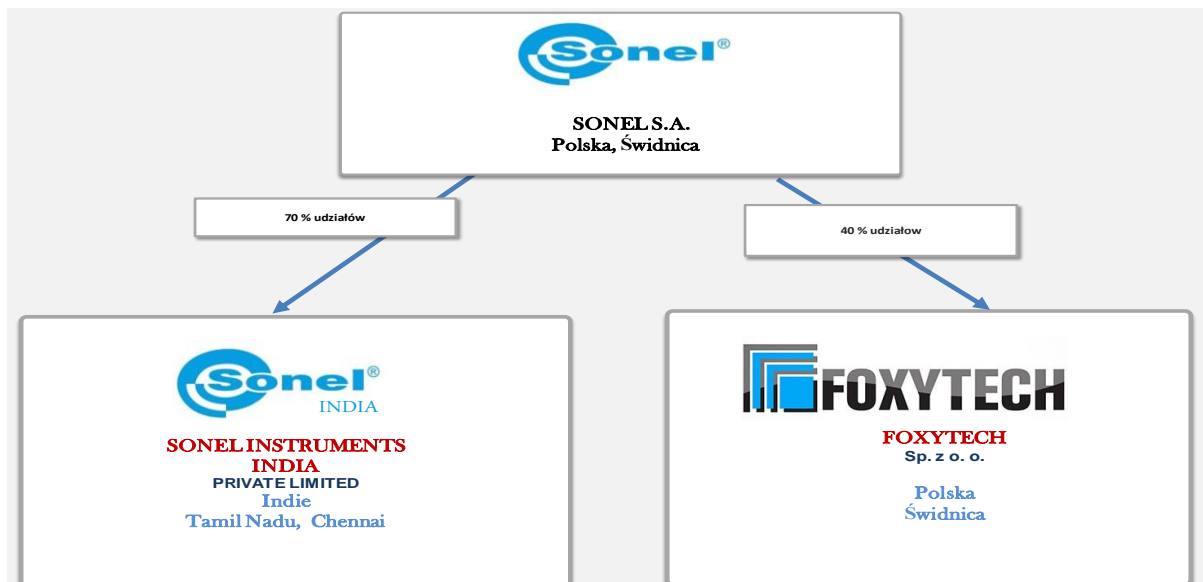 Sonel®
SONEL S.A.
Polska, Świdnica
70 % udziałów
40 % udziałow
Sonel®
INDIA
SONEL INSTRUMENTS
INDIA
PRIVATE LIMITED
Indie
Tamil Nadu, Chennai
FOXYTECH
FOXYTECH
Sp. z o. o.
Polska
Świdnica